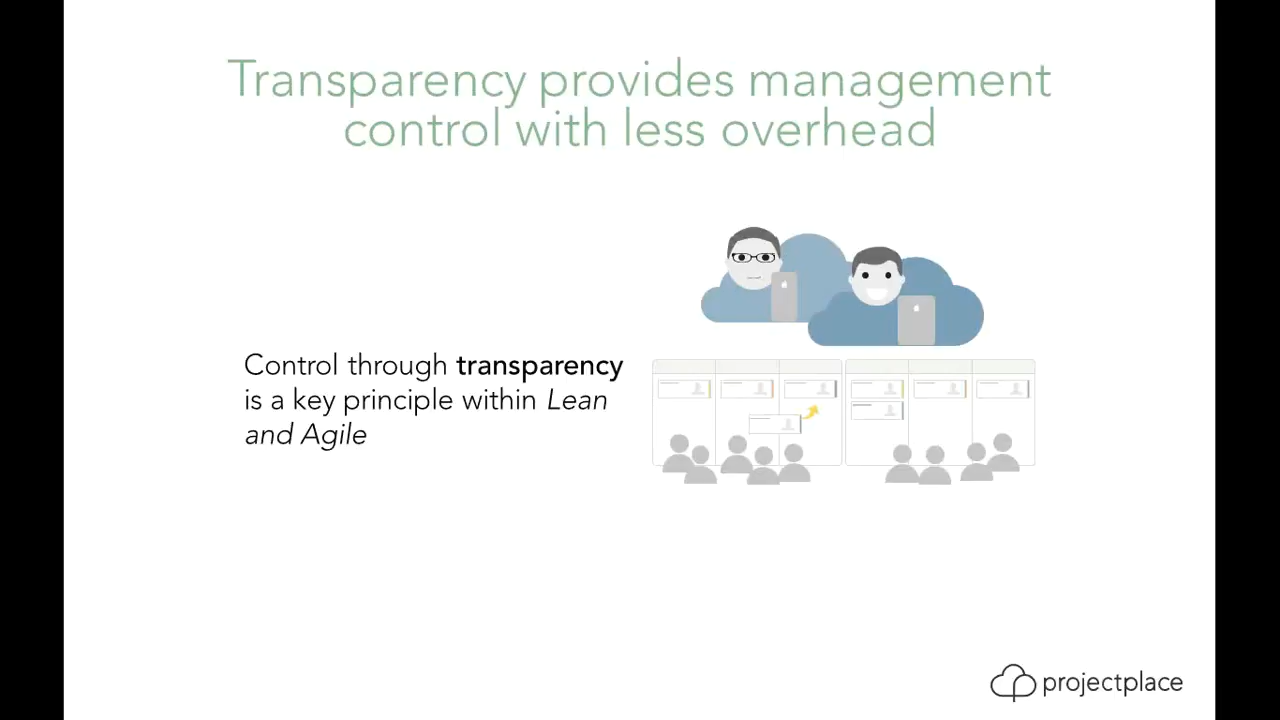 Transparency provides management
control with less overhead
Control through transparency
is a key principle within Lean
and Agile
projectplace